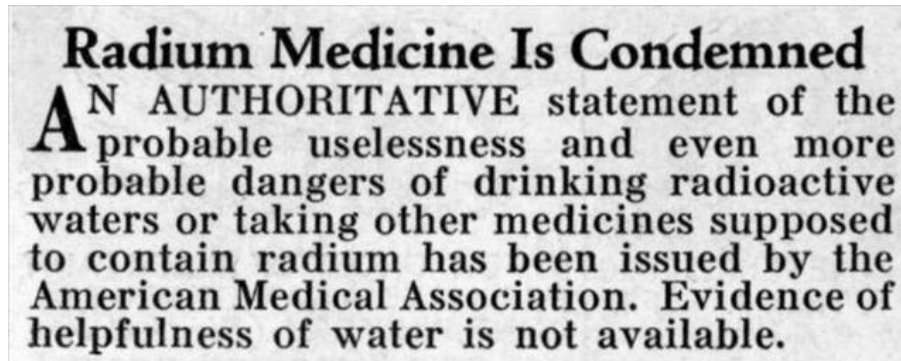 Radium Medicine Is Condemned
AN AUTHORITATIVE statement of the
probable uselessness and even more
probable dangers of drinking radioactive
waters or taking other medicines supposed
to contain radium has been issued by the
American Medical Association. Evidence of
helpfulness of water is not available.